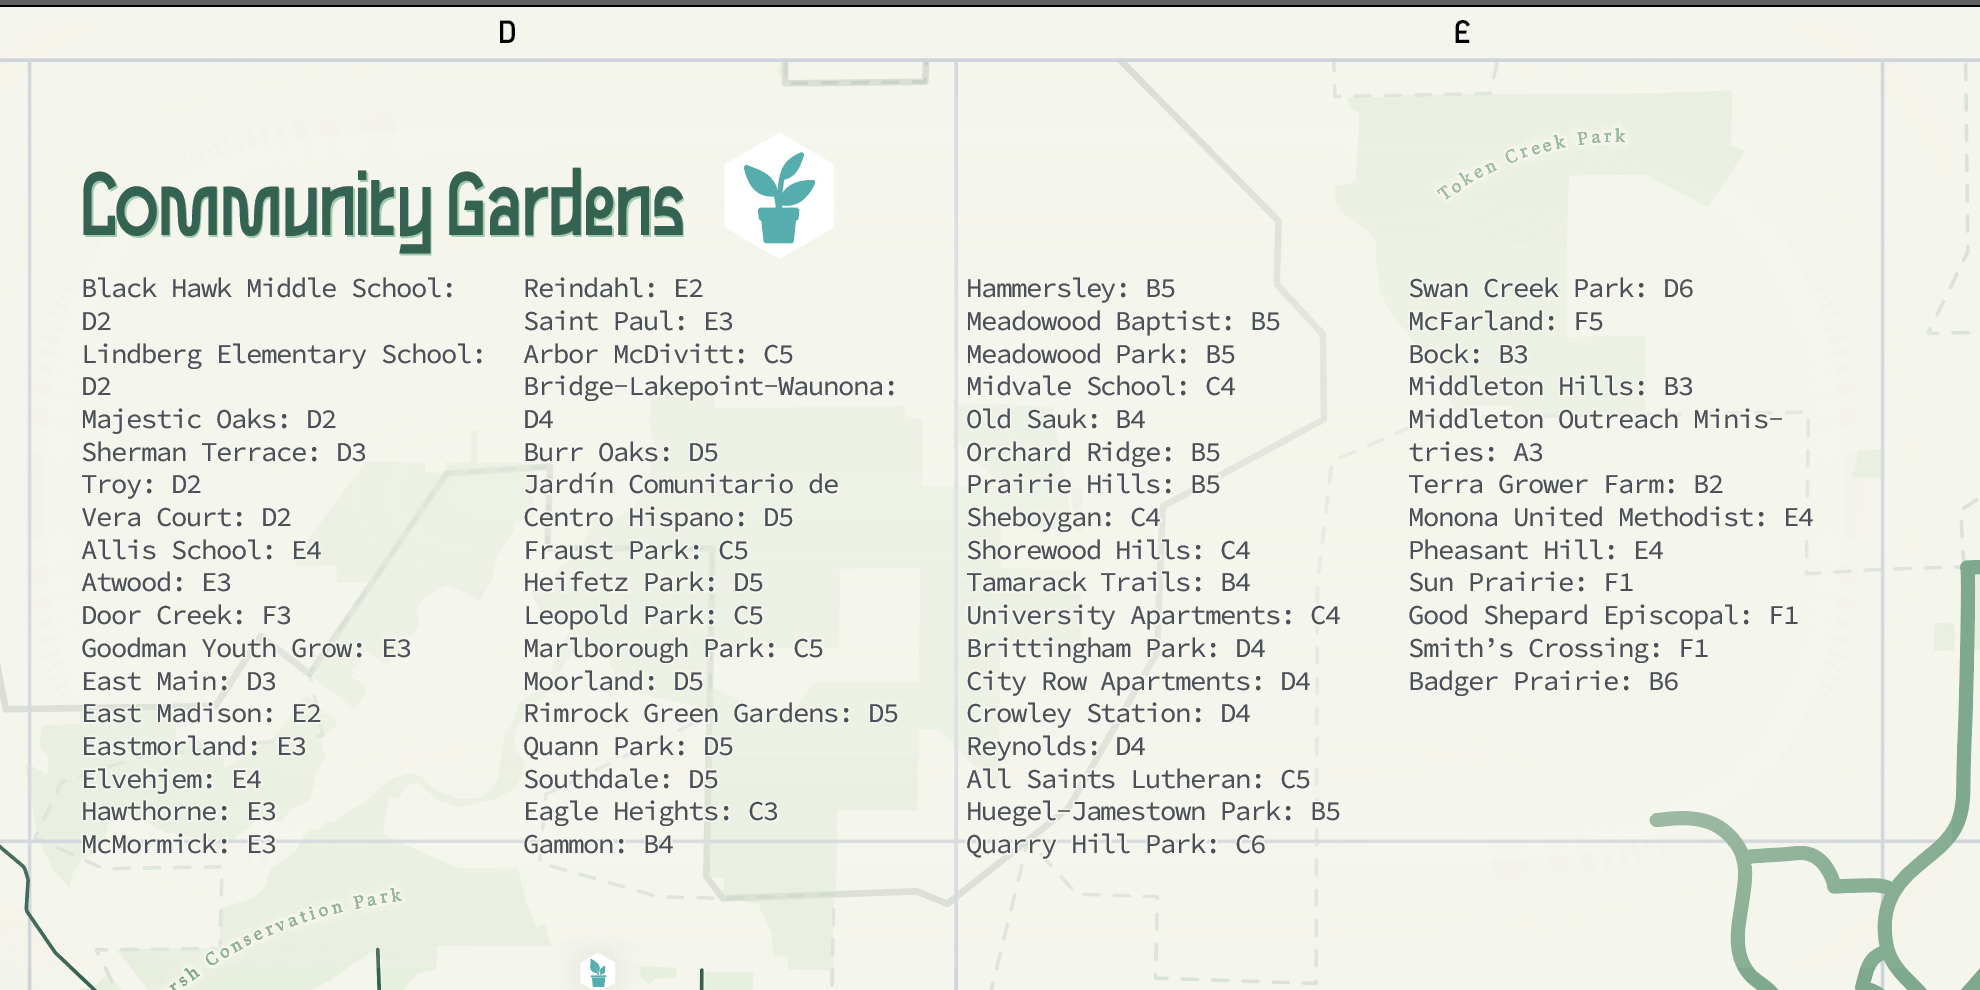 D
E
Token Creek Park
Community Gardens
Black Hawk Middle School:
D2
Lindberg Elementary School:
D2
Majestic Oaks: D2
Sherman Terrace: D3
Troy: D2
Vera Court: D2
Allis School: E4
Atwood: E3
Door Creek: F3
Goodman Youth Grow: E3
East Main: D3
East Madison: E2
Eastmorland: E3
Elvehjem: E4
Hawthorne: E3
McMormick: E3
Reindahl: E2
Saint Paul: E3
Arbor McDivitt: C5
Bridge-Lakepoint-Waunona:
D4
Burr Oaks: D5
Jardín Comunitario de
Centro Hispano: D5
Fraust Park: C5
Heifetz Park: D5
Leopold Park: C5
Marlborough Park: C5
Moorland: D5
Rimrock Green Gardens: D5
Quann Park: D5
Southdale: D5
Eagle Heights: C3
Gammon: B4
Hammersley: B5
Meadowood Baptist: B5
Meadowood Park: B5
Midvale School: C4
Old Sauk: B4
Orchard Ridge: B5
Prairie Hills: B5
Sheboygan: C4
Shorewood Hills: C4
Tamarack Trails: B4
University Apartments: C4
Brittingham Park: D4
City Row Apartments: D4
Crowley Station: D4
Reynolds: D4
All Saints Lutheran: C5
Huegel-Jamestown Park: B5
Quarry Hill Park: C6
Swan Creek Park: D6
McFarland: F5
Bock: B3
Middleton Hills: B3
Middleton Outreach Minis-
tries: A3
Terra Grower Farm: B2
Monona United Methodist: E4
Pheasant Hill: E4
Sun Prairie: F1
Good Shepard Episcopal: F1
Smith's Crossing: F1
Badger Prairie: B6
rsh Conservation Park